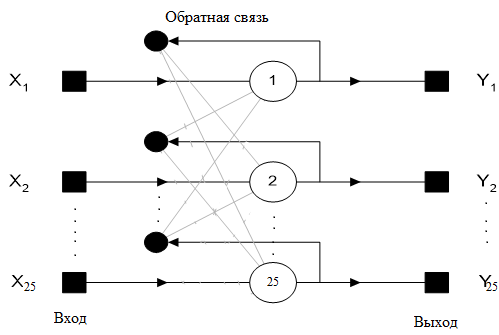 Обратная связь
X1 1 Y1
X2 2 Y2
X25 25 Y25
Вход
Выход